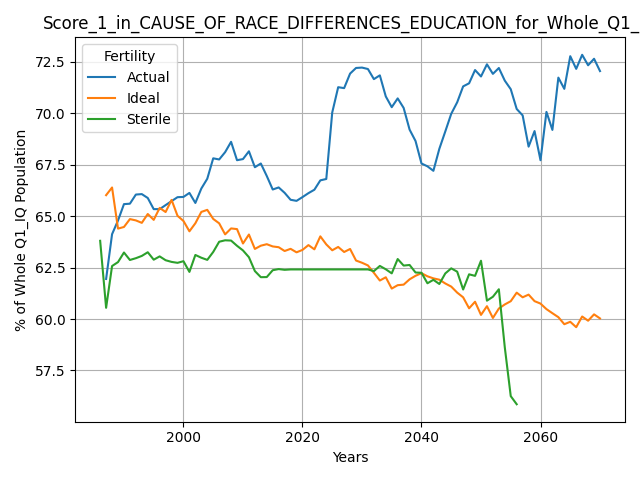 Score_1_in_CAUSE_OF_RACE_DIFFERENCES_EDUCATION_for_Whole_Q1_
Fertility
Actual
Ideal
Sterile
% of Whole Q1_IQ Population
72.5
70.0
67.5
65.0
62.5
60.0
57.5
2000
2020
2040
2060
Years